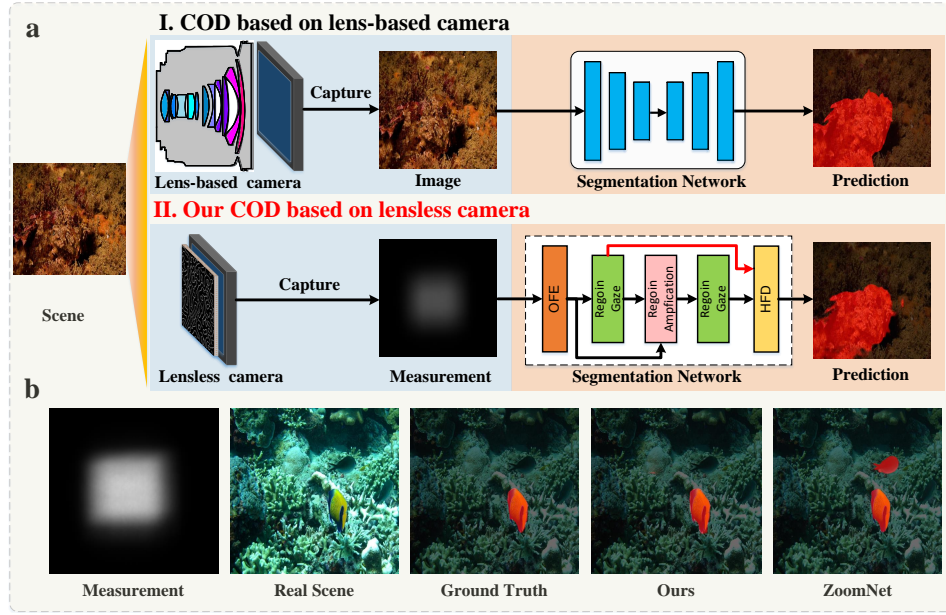 a
I. COD based on lens-based camera
Capture
Lens-based camera
Image
Segmentation Network
Prediction
II. Our COD based on lensless camera
Scene
Capture
OFE
Regoin
Gaze
Regoin
Ampfication
Regoin
Gaze
HFD
Lensless camera
Measurement
Segmentation Network
Prediction
b
Measurement
Real Scene
Ground Truth
Ours
ZoomNet